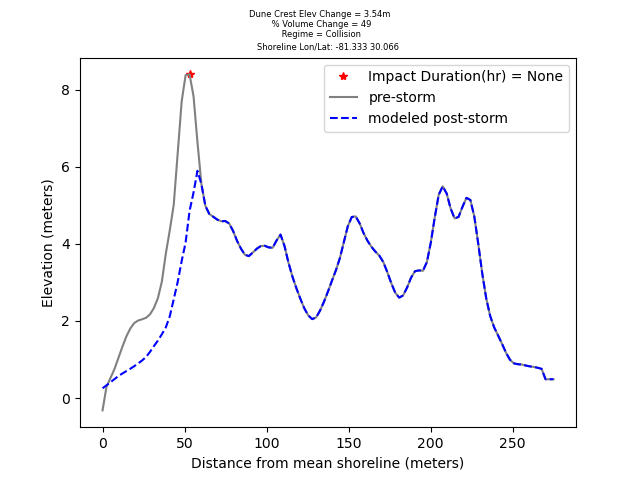 Dune Crest Elev Change = 3.54m
% Volume Change = 49
Regime = Collision
Shoreline Lon/Lat: -81.333 30.066
Impact Duration(hr) = None
pre-storm
modeled post-storm
Elevation (meters)
8
6
4
2
0
0 50 100 150 200 250
Distance from mean shoreline (meters)